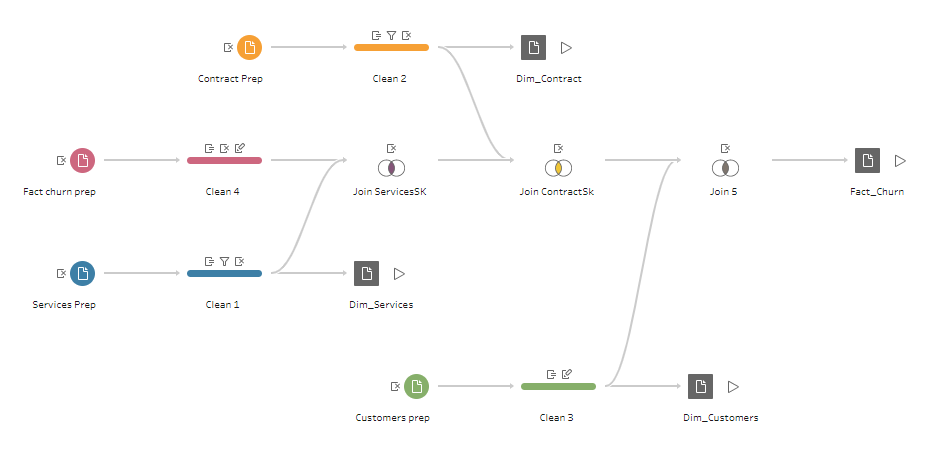 Contract Prep
Clean 2
Dim_Contract
Fact churn prep
Clean 4
Join ServicesSK
Join ContractSk
Join 5
Fact_Churn
Services Prep
Clean 1
Dim_Services
Customers prep
Clean 3
Dim_Customers